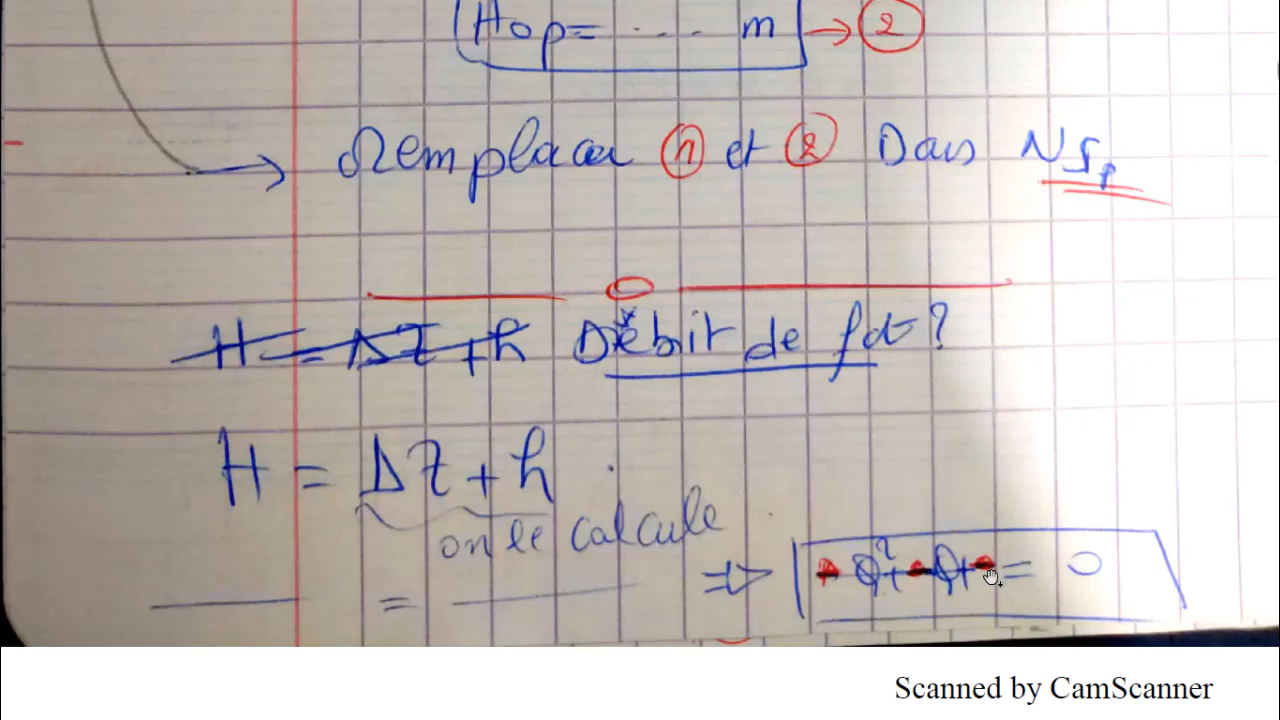 Hop= .... m → ②
→ Remplacer ① et ② Dans NSp
H = ΔZ + h Débit de fct?
H = ΔZ + h
on le calcule
= ⇒ Q² + Q + = 0
Scanned by CamScanner